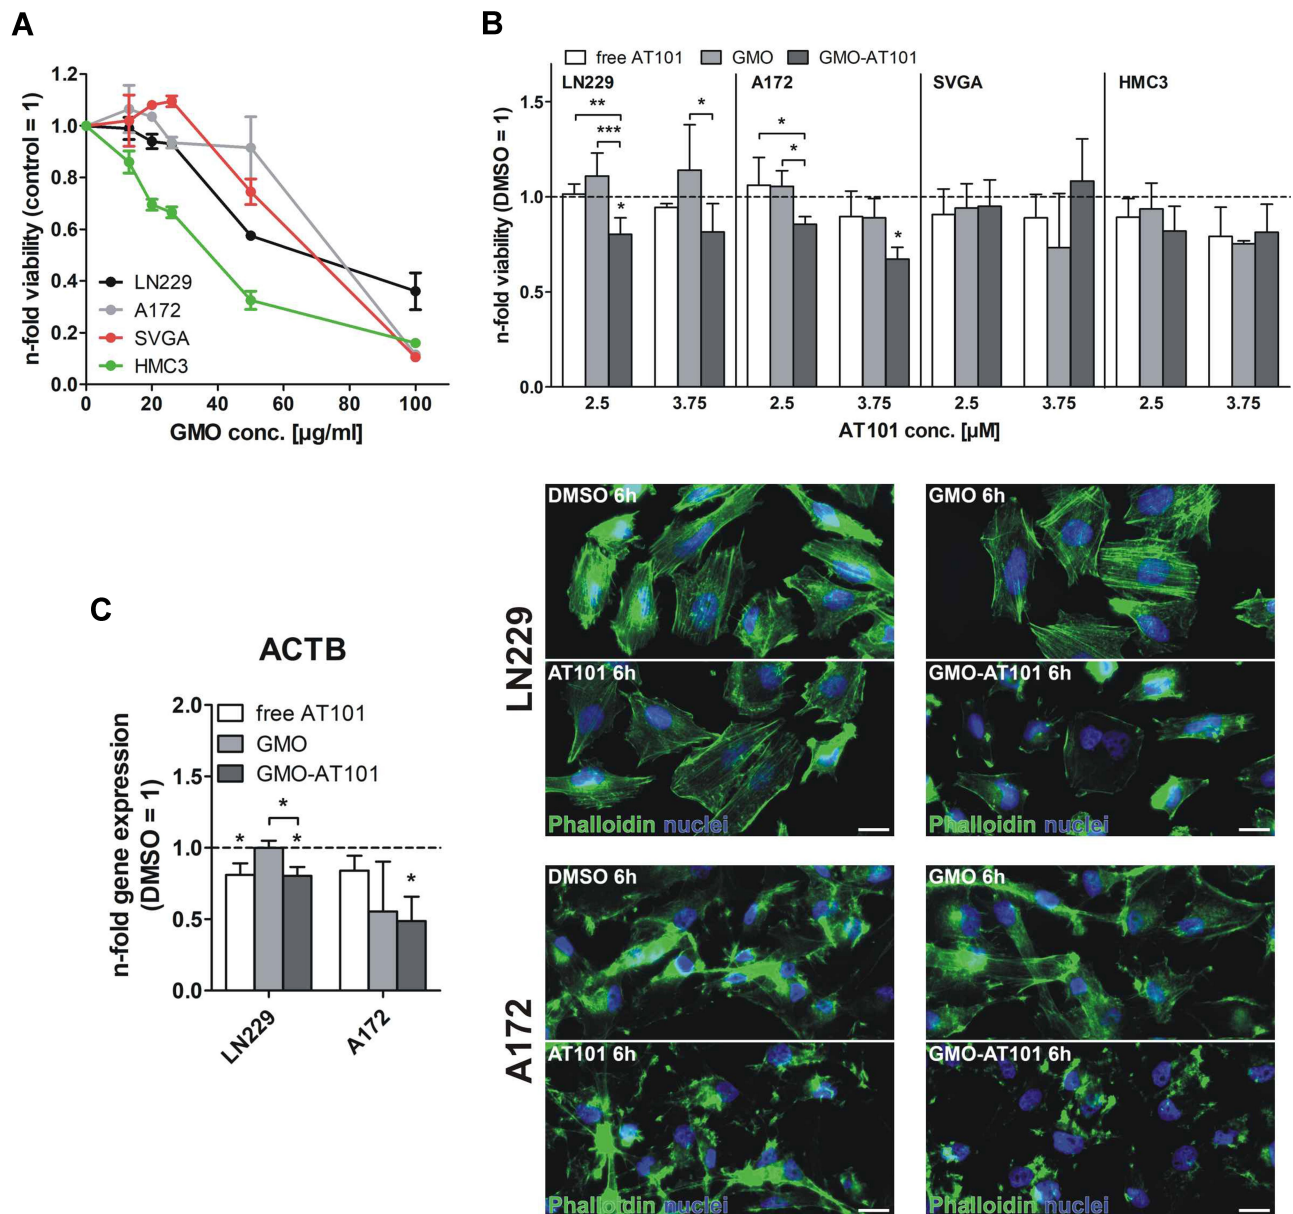 A
n-fold viability (control = 1)
1.2
1.0
0.8
0.6
0.4
0.2
0.0
LN229
A172
SVGA
HMC3
0
20
40
60
80
100
GMO conc. [µg/ml]
B
free AT101
GMO
GMO-AT101
n-fold viability (DMSO = 1)
1.5
1.0
0.5
0.0
LN229
A172
SVGA
HMC3
** * *
*** *
* *
2.5
3.75
2.5
3.75
2.5
3.75
2.5
3.75
AT101 conc. [µM]
C
ACTB
n-fold gene expression
(DMSO = 1)
2.0
1.5
1.0
0.5
0.0
free AT101
GMO
GMO-AT101
*
* *
*
LN229
A172
LN229
DMSO 6h
GMO 6h
AT101 6h
Phalloidin nuclei
GMO-AT101 6h
Phalloidin nuclei
A172
DMSO 6h
GMO 6h
AT101 6h
Phalloidin nuclei
GMO-AT101 6h
Phalloidin nuclei